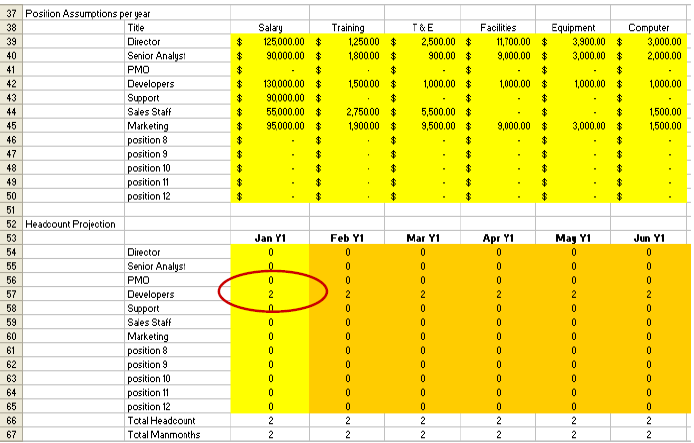 37 Position Assumptions per year
38 Title Salary Training T & E Facilities Equipment Computer
39 Director $ 125,000.00 $ 1,250.00 $ 2,500.00 $ 11,700.00 $ 3,900.00 $ 3,000.00
40 Senior Analyst $ 90,000.00 $ 1,800.00 $ 900.00 $ 9,000.00 $ 3,000.00 $ 2,000.00
41 PMO $ - $ - $ - $ - $ - $ -
42 Developers $ 130,000.00 $ 1,500.00 $ 1,000.00 $ 1,000.00 $ 1,000.00 $ 1,000.00
43 Support $ 90,000.00 $ - $ - $ - $ - $ -
44 Sales Staff $ 55,000.00 $ 2,750.00 $ 5,500.00 $ - $ - $ 1,500.00
45 Marketing $ 95,000.00 $ 1,900.00 $ 9,500.00 $ 9,000.00 $ 3,000.00 $ 1,500.00
46 position 8 $ - $ - $ - $ - $ - $ -
47 position 9 $ - $ - $ - $ - $ - $ -
48 position 10 $ - $ - $ - $ - $ - $ -
49 position 11 $ - $ - $ - $ - $ - $ -
50 position 12 $ - $ - $ - $ - $ - $ -
51
52 Headcount Projection
53 Jan Y1 Feb Y1 Mar Y1 Apr Y1 May Y1 Jun Y1
54 Director 0 0 0 0 0 0
55 Senior Analyst 0 0 0 0 0 0
56 PMO 0 0 0 0 0 0
57 Developers 2 2 2 2 2 2
58 Support 0 0 0 0 0 0
59 Sales Staff 0 0 0 0 0 0
60 Marketing 0 0 0 0 0 0
61 position 8 0 0 0 0 0 0
62 position 9 0 0 0 0 0 0
63 position 10 0 0 0 0 0 0
64 position 11 0 0 0 0 0 0
65 position 12 0 0 0 0 0 0
66 Total Headcount 2 2 2 2 2 2
67 Total Manmonths 2 2 2 2 2 2